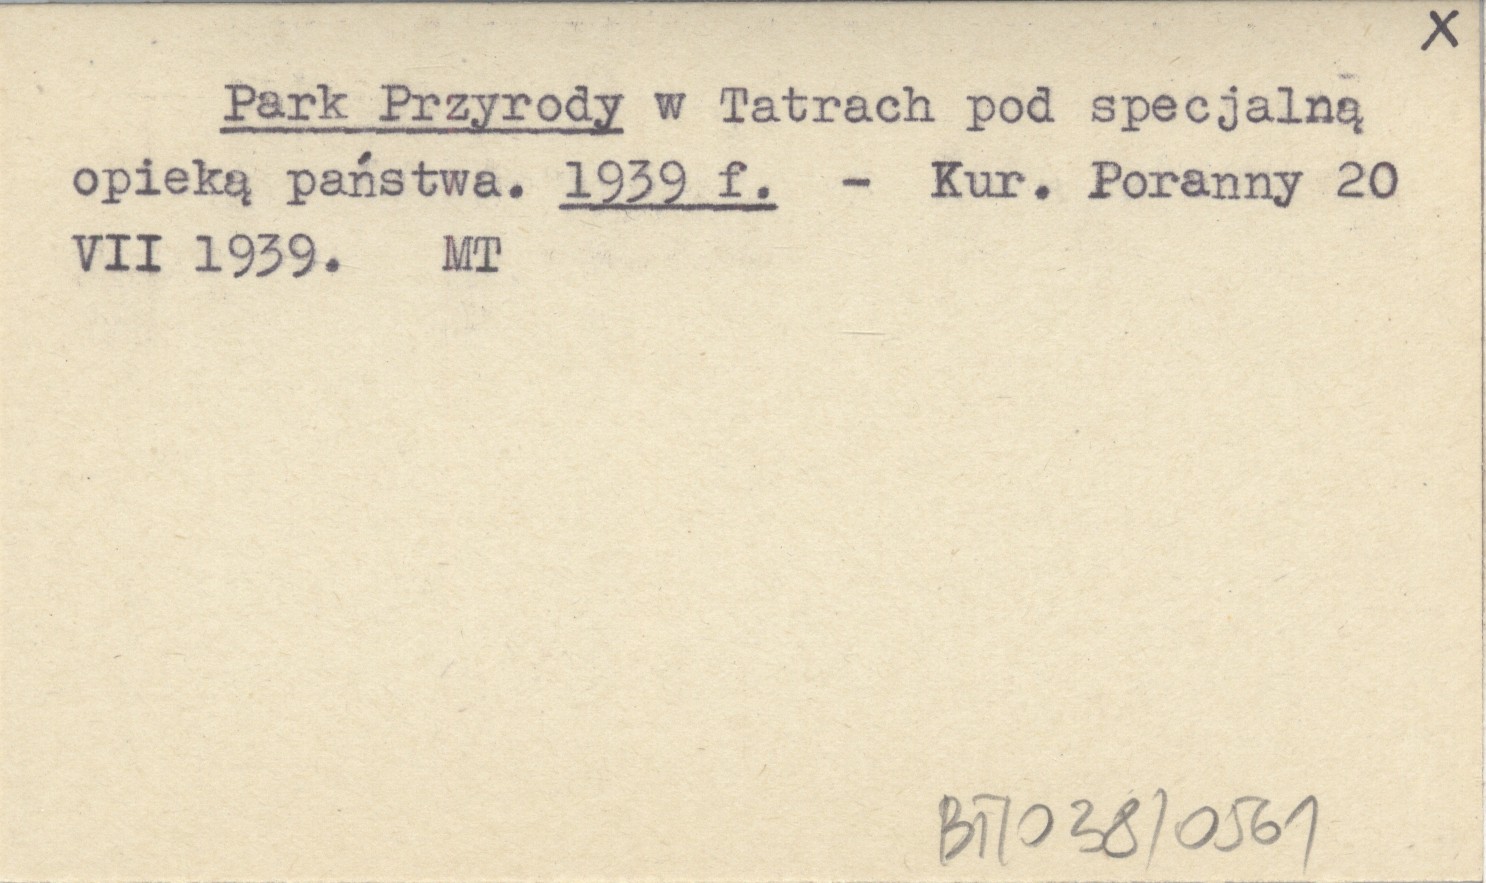 X
Park Przyrody w Tatrach pod specjalną
opieką państwa. 1939 f. - Kur. Poranny 20
VII 1939. MT
BT/038/0561